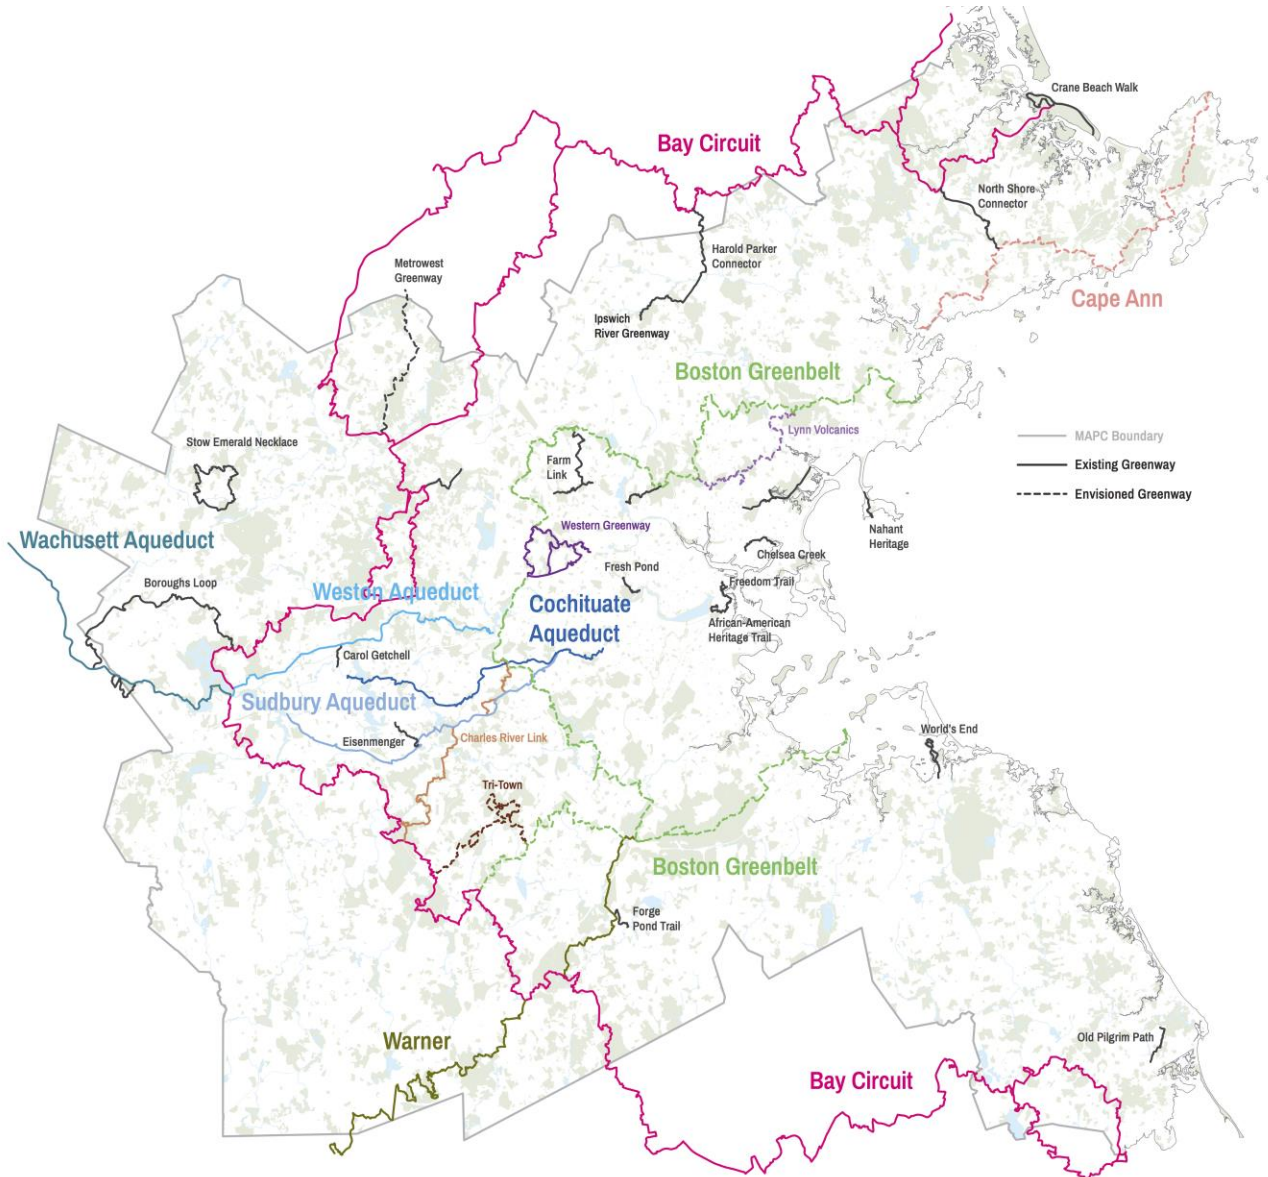 Crane Beach Walk
Bay Circuit
North Shore
Connector
Harold Parker
Connector
Metrowest
Greenway
Cape Ann
Ipswich
River Greenway
Boston Greenbelt
Lynn Volcanics
MAPC Boundary
Existing Greenway
Envisioned Greenway
Stow Emerald Necklace
Farm
Link
Western Greenway
Nahant
Heritage
Wachusett Aqueduct
Chelsea Creek
Boroughs Loop
Fresh Pond
Freedom Trail
Weston Aqueduct
Cochituate
Aqueduct
African-American
Heritage Trail
Carol Getchell
Sudbury Aqueduct
Eisenmenger
Charles River Link
World's End
Tri-Town
Boston Greenbelt
Forge
Pond Trail
Warner
Old Pilgrim Path
Bay Circuit